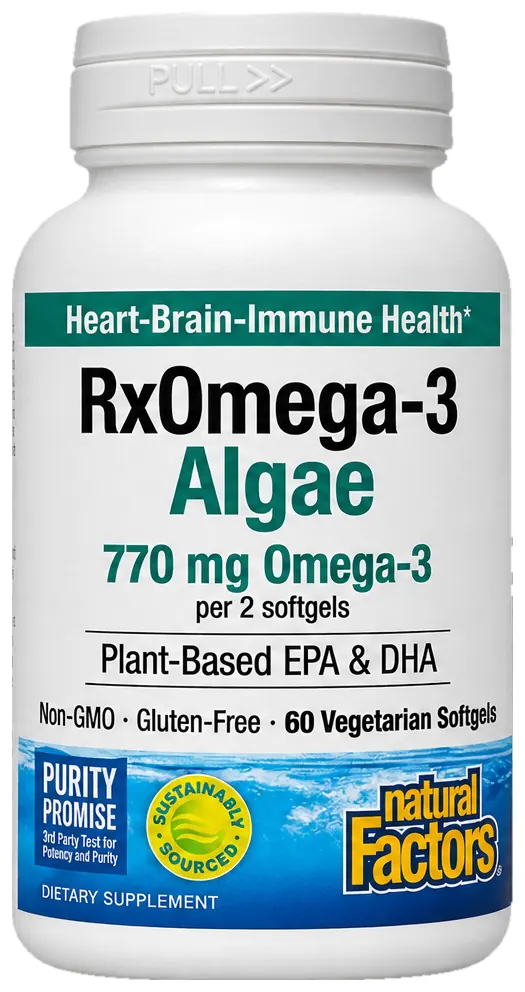 PULL >>
Heart-Brain-Immune Health*
RxOmega-3
Algae
770 mg Omega-3
per 2 softgels
Plant-Based EPA & DHA
Non-GMO · Gluten-Free · 60 Vegetarian Softgels
PURITY
PROMISE
3rd Party Test for
Potency and Purity
SUSTAINABLY
· SOURCED ·
natural
Factors®
DIETARY SUPPLEMENT